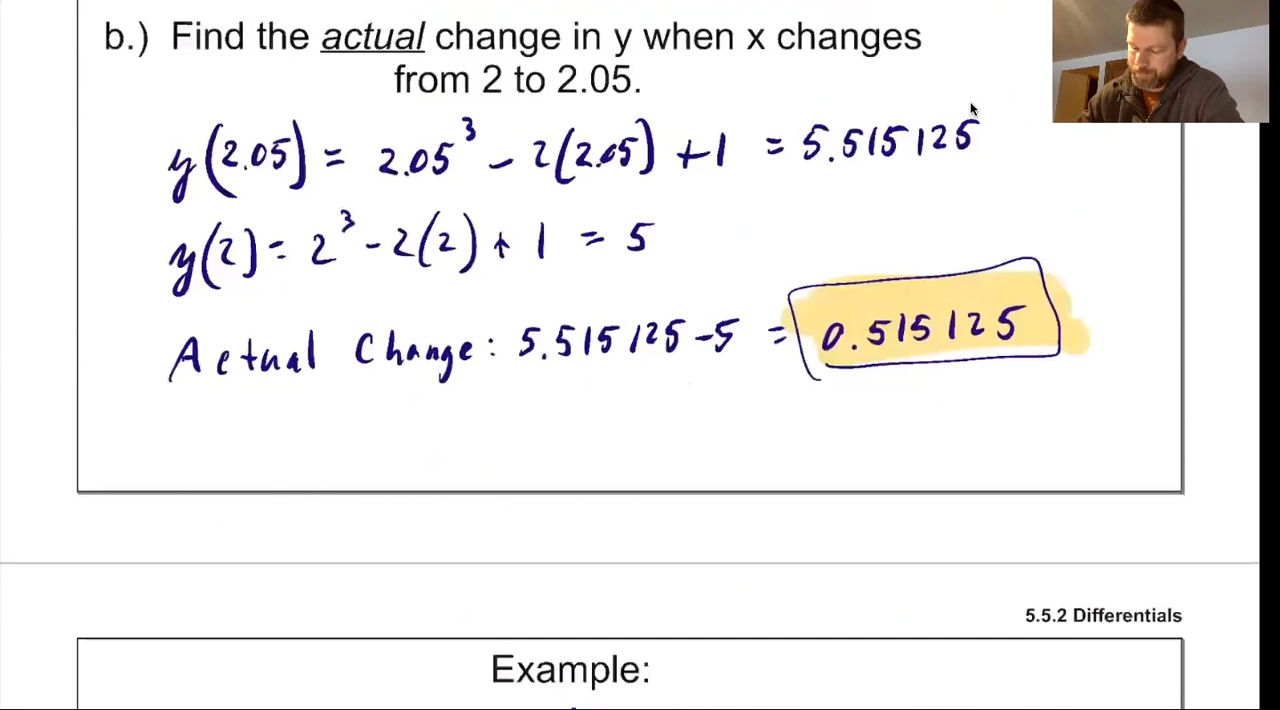 b.) Find the actual change in y when x changes
from 2 to 2.05.
y(2.05) = 2.05³ - 2(2.05) + 1 = 5.515125
y(2) = 2³ - 2(2) + 1 = 5
Actual Change: 5.515125 - 5 = 0.515125
5.5.2 Differentials
Example: